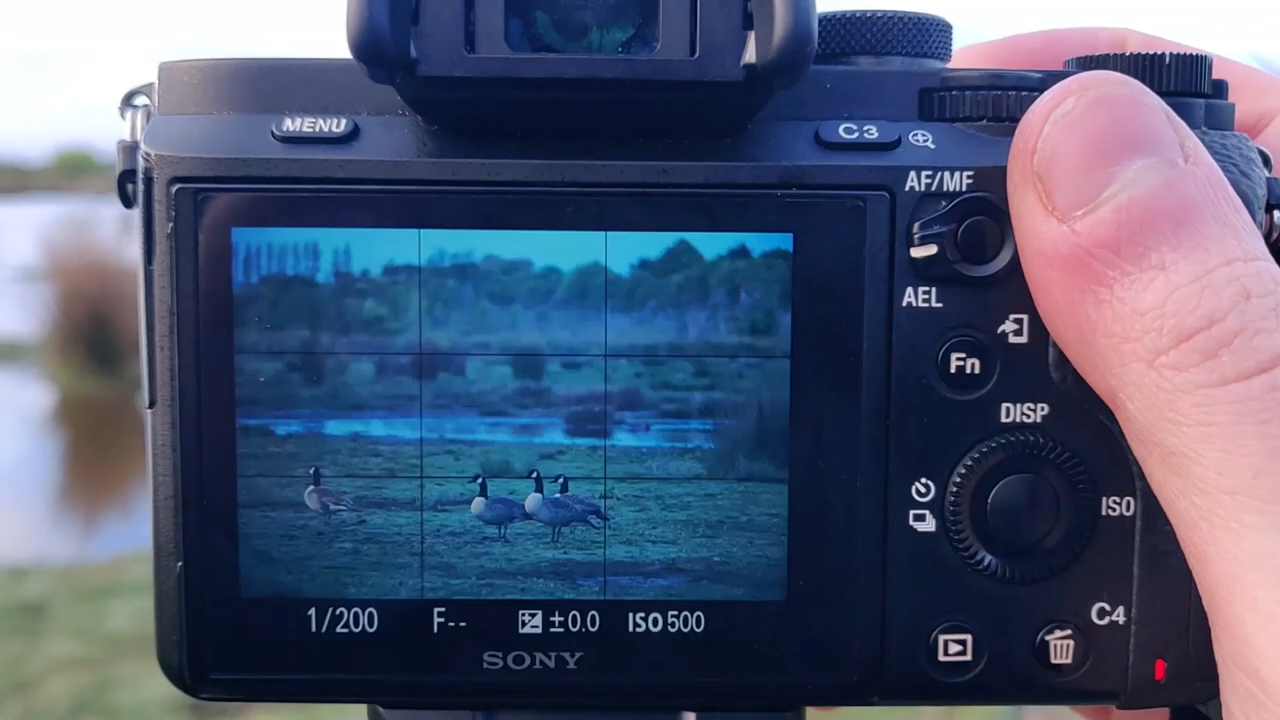 MENU
C3
AF/MF
AEL
Fn
DISP
ISO
C4
1/200 F-- ±0.0 ISO 500
SONY